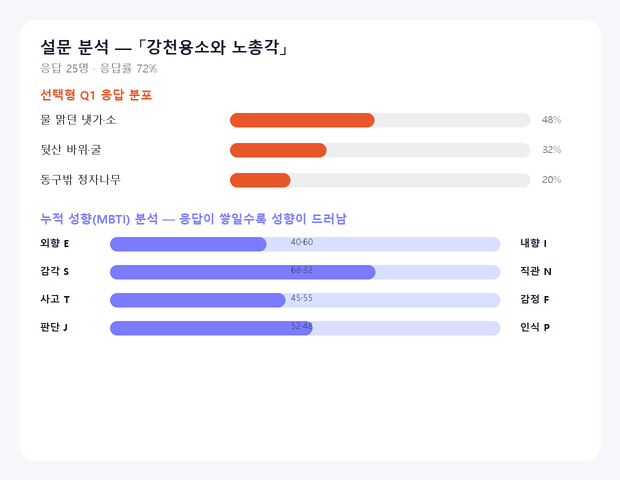 설문 분석 — 「강천용소와 노총각」
응답 25명 · 응답률 72%
선택형 Q1 응답 분포
물 맑던 냇가·소 48%
뒷산 바위·굴 32%
동구밖 정자나무 20%
누적 성향(MBTI) 분석 — 응답이 쌓일수록 성향이 드러남
외향 E 40·60 내향 I
감각 S 68·32 직관 N
사고 T 45·55 감정 F
판단 J 52·48 인식 P